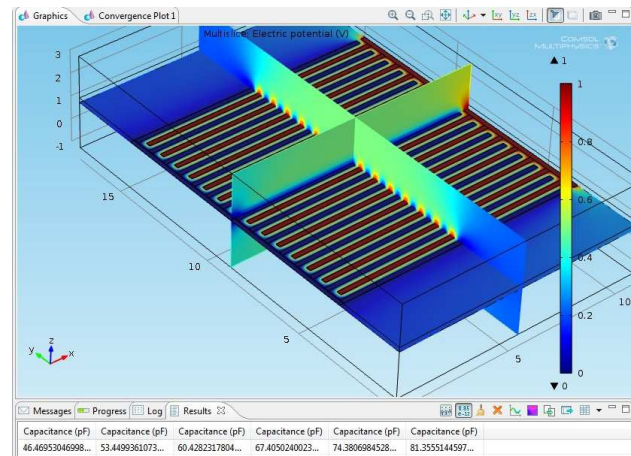 Graphics Convergence Plot 1
Multislice: Electric potential (V)
COMSOL
MULTIPHYSICS
▲ 1
3
2
1
0
-1
15
10
5
5
10
1
0.8
0.6
0.4
0.2
0
▼ 0
y z x
xy yz zx
Messages Progress Log Results
Capacitance (pF) Capacitance (pF) Capacitance (pF) Capacitance (pF) Capacitance (pF) Capacitance (pF)
46.46953046998... 53.4499361073... 60.4282317804... 67.4050240023... 74.3806984528... 81.3555144597...